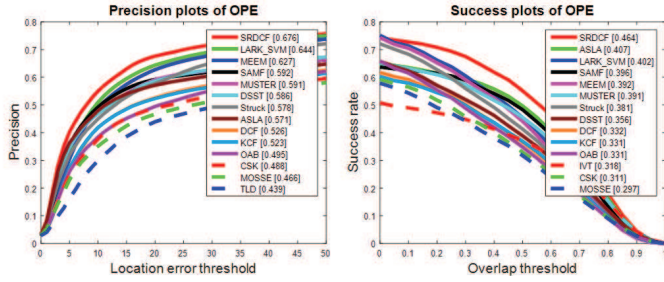 Precision plots of OPE
0.8
0.7
0.6
0.5
0.4
0.3
0.2
0.1
0
Precision
SRDCF [0.676]
LARK_SVM [0.644]
MEEM [0.627]
SAMF [0.592]
MUSTER [0.591]
DSST [0.586]
Struck [0.578]
ASLA [0.571]
DCF [0.526]
KCF [0.523]
OAB [0.495]
CSK [0.488]
MOSSE [0.466]
TLD [0.439]
0 5 10 15 20 25 30 35 40 45 50
Location error threshold
Success plots of OPE
0.8
0.7
0.6
0.5
0.4
0.3
0.2
0.1
0
Success rate
SRDCF [0.464]
ASLA [0.407]
LARK_SVM [0.402]
SAMF [0.396]
MEEM [0.392]
MUSTER [0.391]
Struck [0.381]
DSST [0.356]
DCF [0.332]
KCF [0.331]
OAB [0.331]
IVT [0.318]
CSK [0.311]
MOSSE [0.297]
0 0.1 0.2 0.3 0.4 0.5 0.6 0.7 0.8 0.9
Overlap threshold